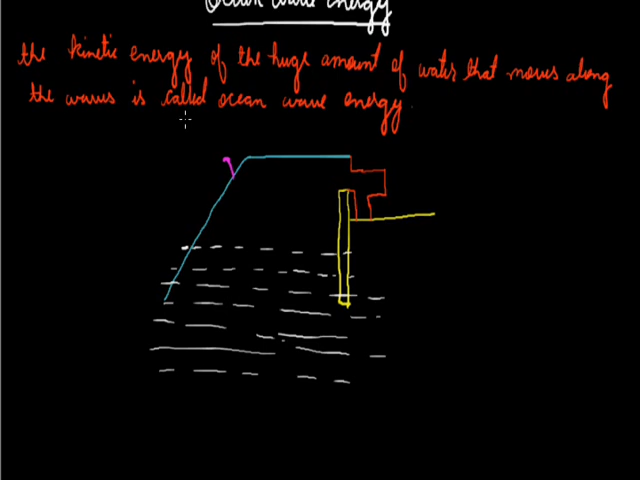 Ocean wave energy
the kinetic energy of the huge amount of water that moves along
the waves is called ocean wave energy.